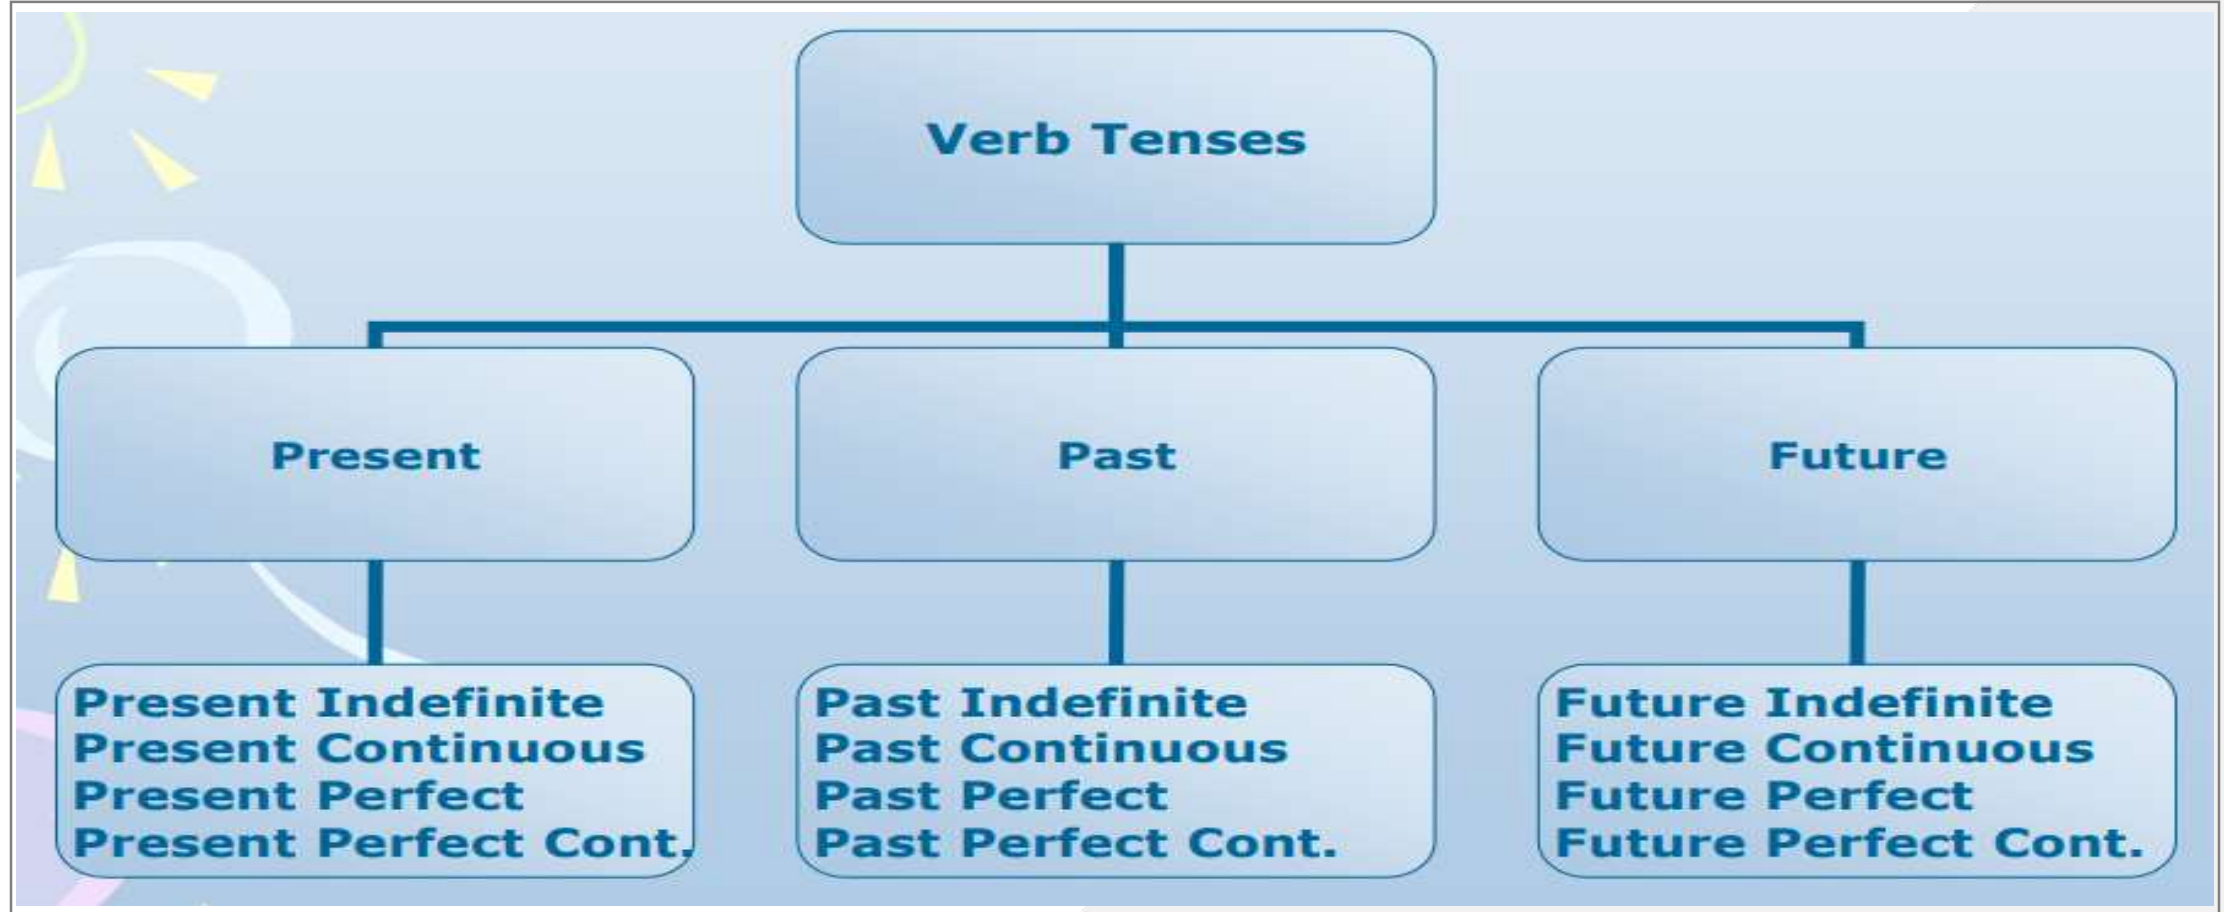 Verb Tenses
Present
Past
Future
Present Indefinite
Present Continuous
Present Perfect
Present Perfect Cont.
Past Indefinite
Past Continuous
Past Perfect
Past Perfect Cont.
Future Indefinite
Future Continuous
Future Perfect
Future Perfect Cont.